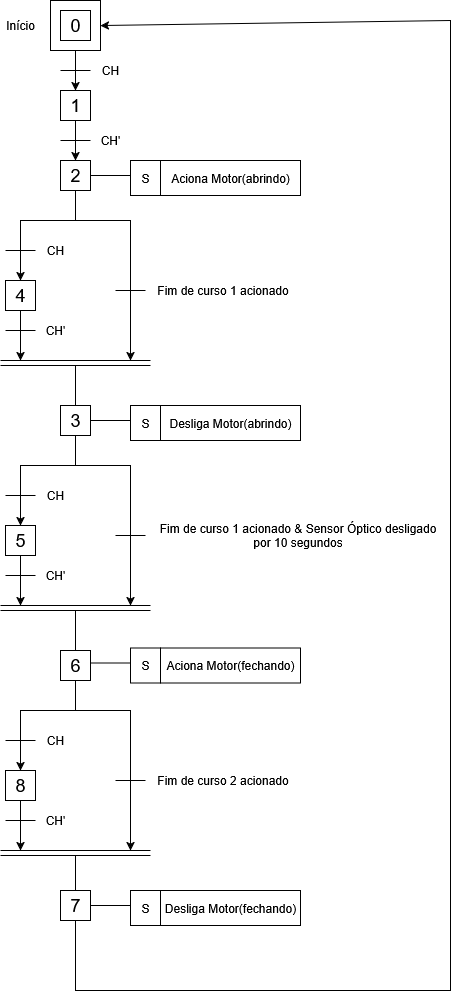 Início
0
CH
1
CH'
2
S
Aciona Motor(abrindo)
CH
4
Fim de curso 1 acionado
CH'
3
S
Desliga Motor(abrindo)
CH
5
Fim de curso 1 acionado & Sensor Óptico desligado
por 10 segundos
CH'
6
S
Aciona Motor(fechando)
CH
8
Fim de curso 2 acionado
CH'
7
S
Desliga Motor(fechando)